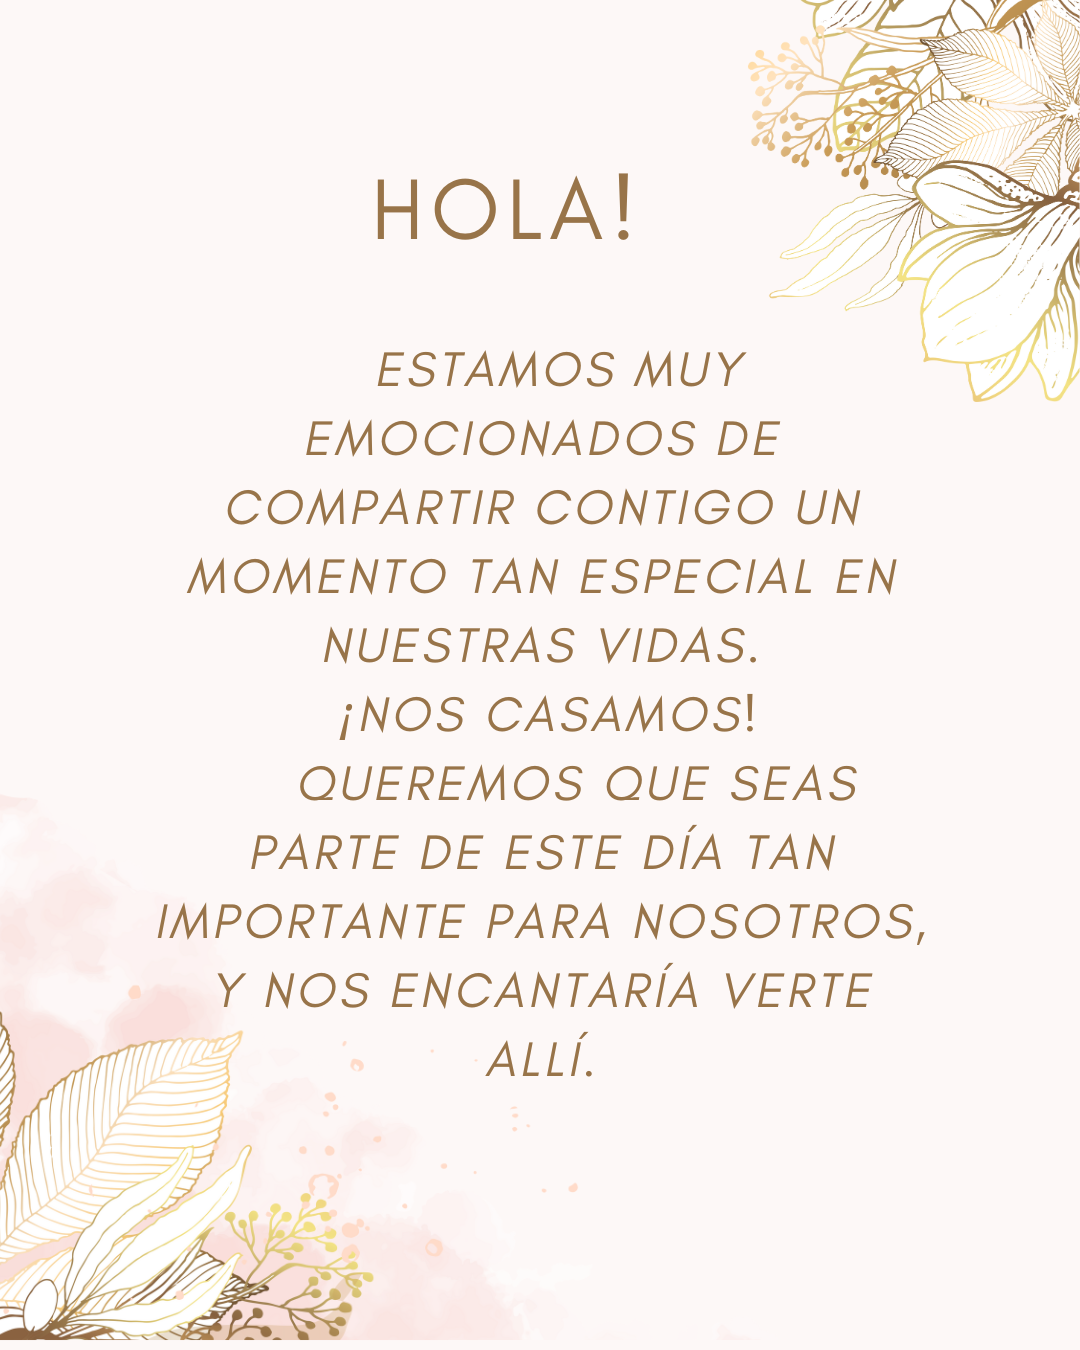 HOLA!
ESTAMOS MUY
EMOCIONADOS DE
COMPARTIR CONTIGO UN
MOMENTO TAN ESPECIAL EN
NUESTRAS VIDAS.
¡NOS CASAMOS!
QUEREMOS QUE SEAS
PARTE DE ESTE DÍA TAN
IMPORTANTE PARA NOSOTROS,
Y NOS ENCANTARÍA VERTE
ALLÍ.